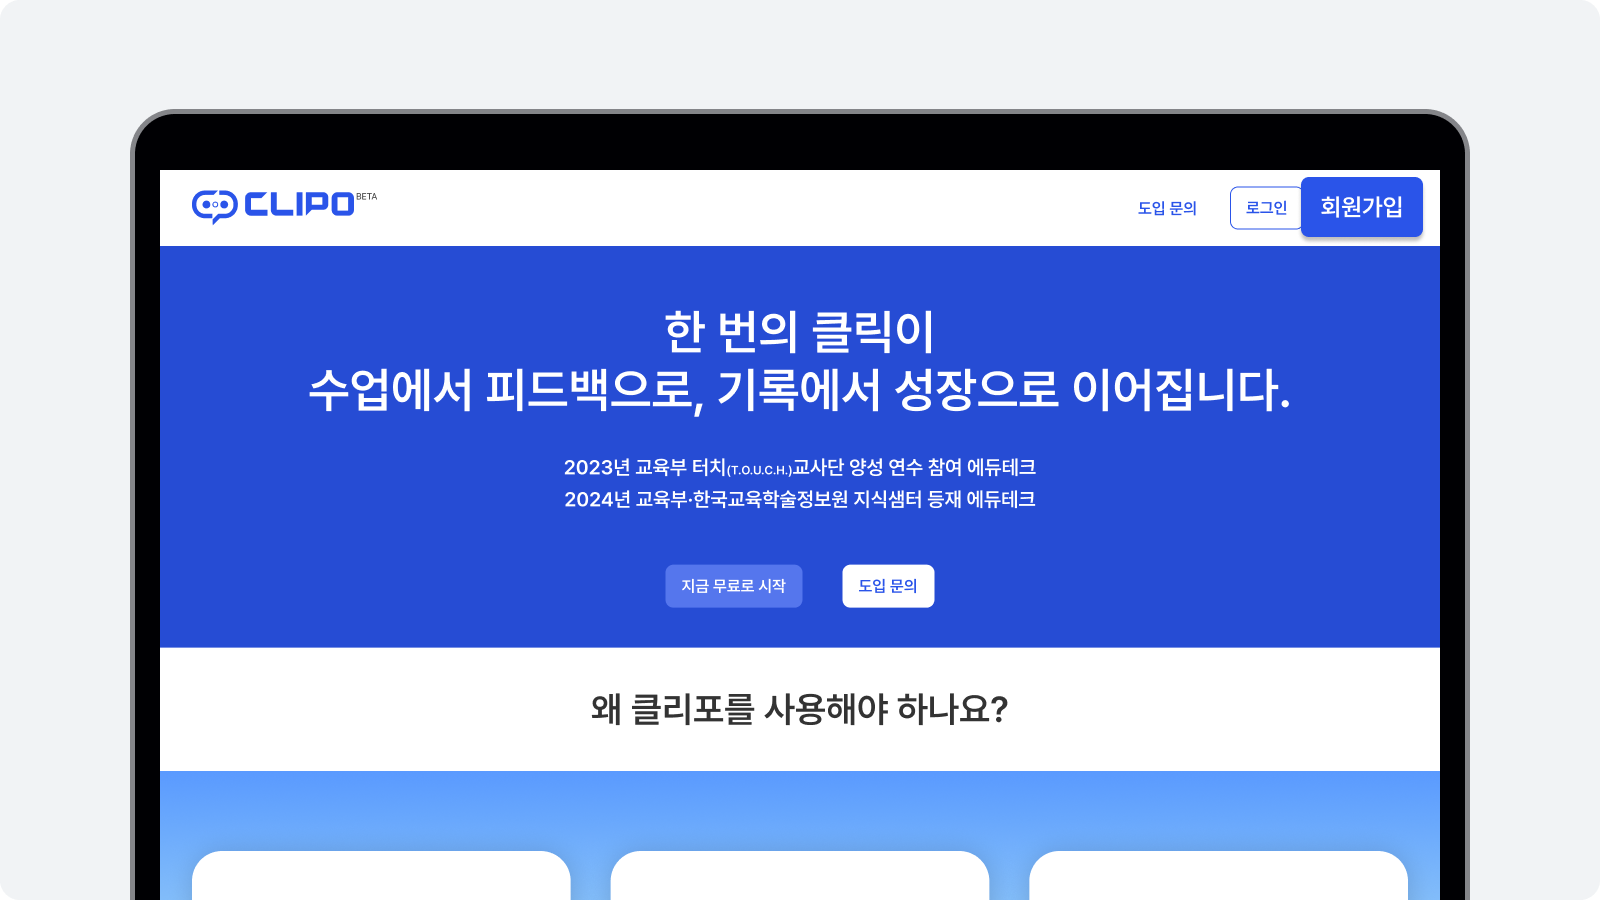 CLIPO BETA
도입 문의
로그인
회원가입
한 번의 클릭이
수업에서 피드백으로, 기록에서 성장으로 이어집니다.
2023년 교육부 터치(T.O.U.C.H.)교사단 양성 연수 참여 에듀테크
2024년 교육부·한국교육학술정보원 지식샘터 등재 에듀테크
지금 무료로 시작
도입 문의
왜 클리포를 사용해야 하나요?